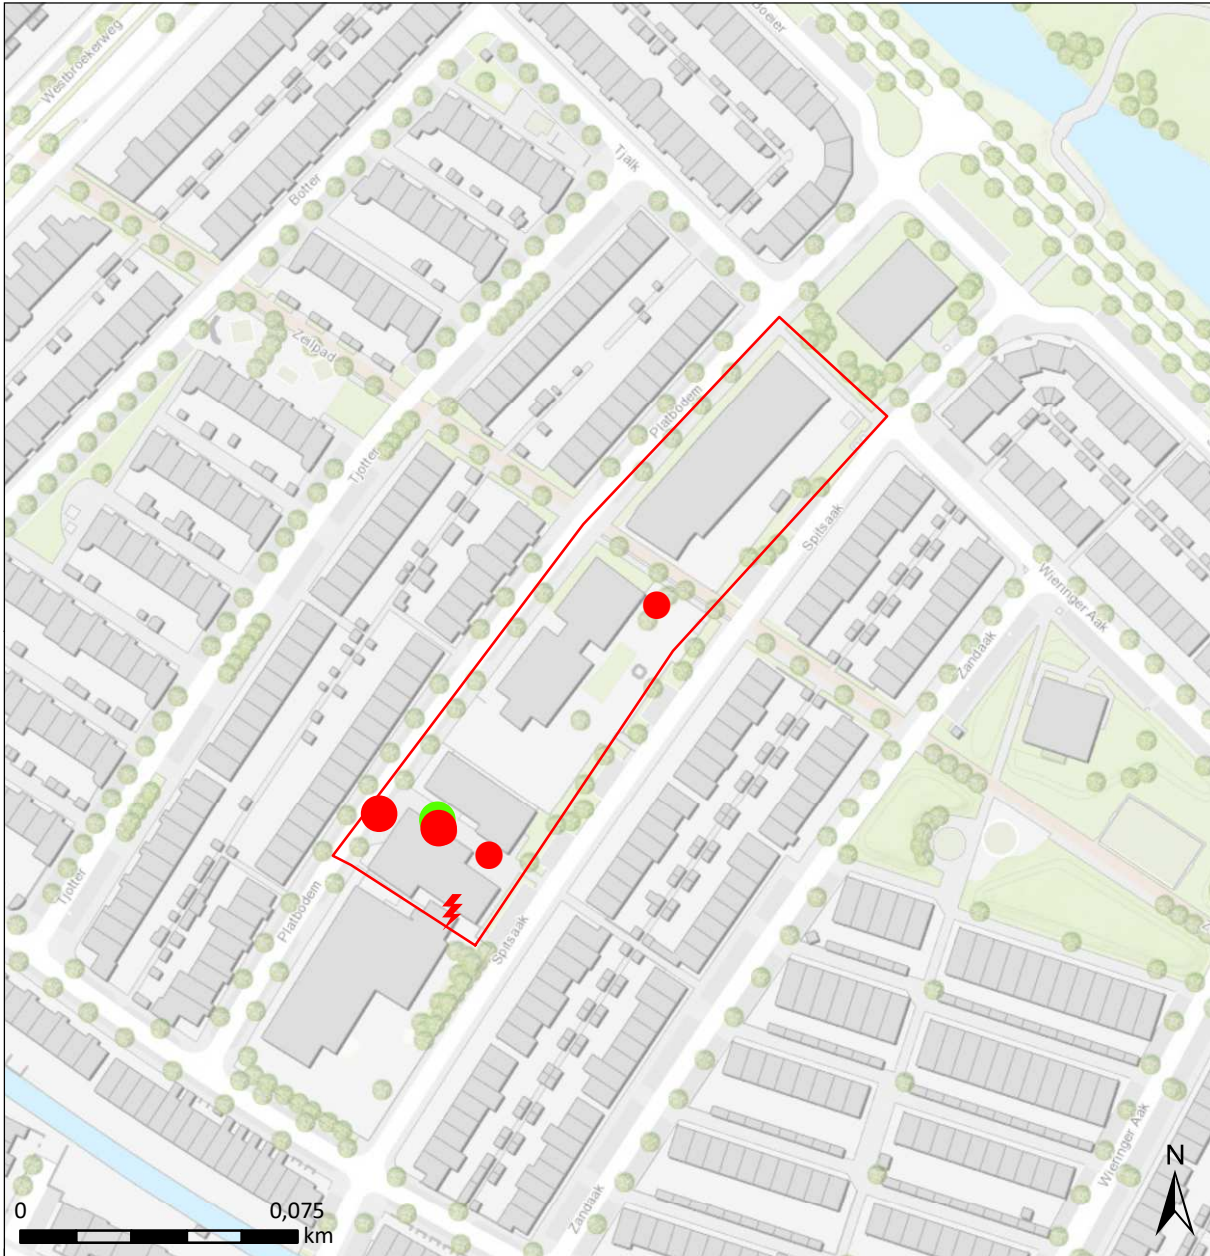 Boeier
Westbroekerweg
Tjalk
Botter
Zeilpad
Platbodem
Tjotter
Spitsaak
Wieringer Aak
Zandaak
Tjotter
Platbodem
Spitsaak
Wieringer Aak
Zandaak
N
0 0,075
km